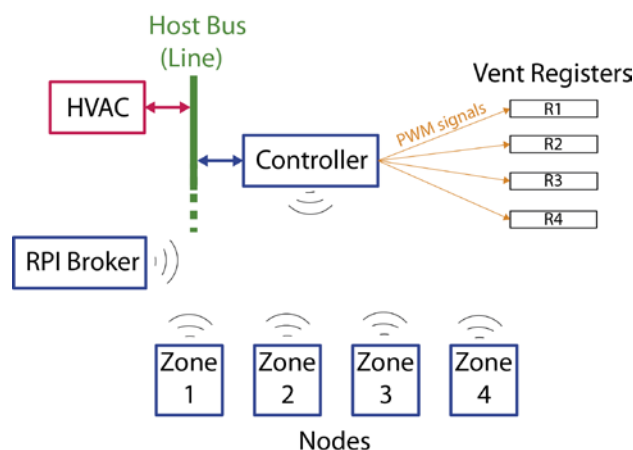 Host Bus
(Line)
Vent Registers
HVAC
Controller
PWM signals
R1
R2
R3
R4
RPI Broker
Zone
1
Zone
2
Zone
3
Zone
4
Nodes